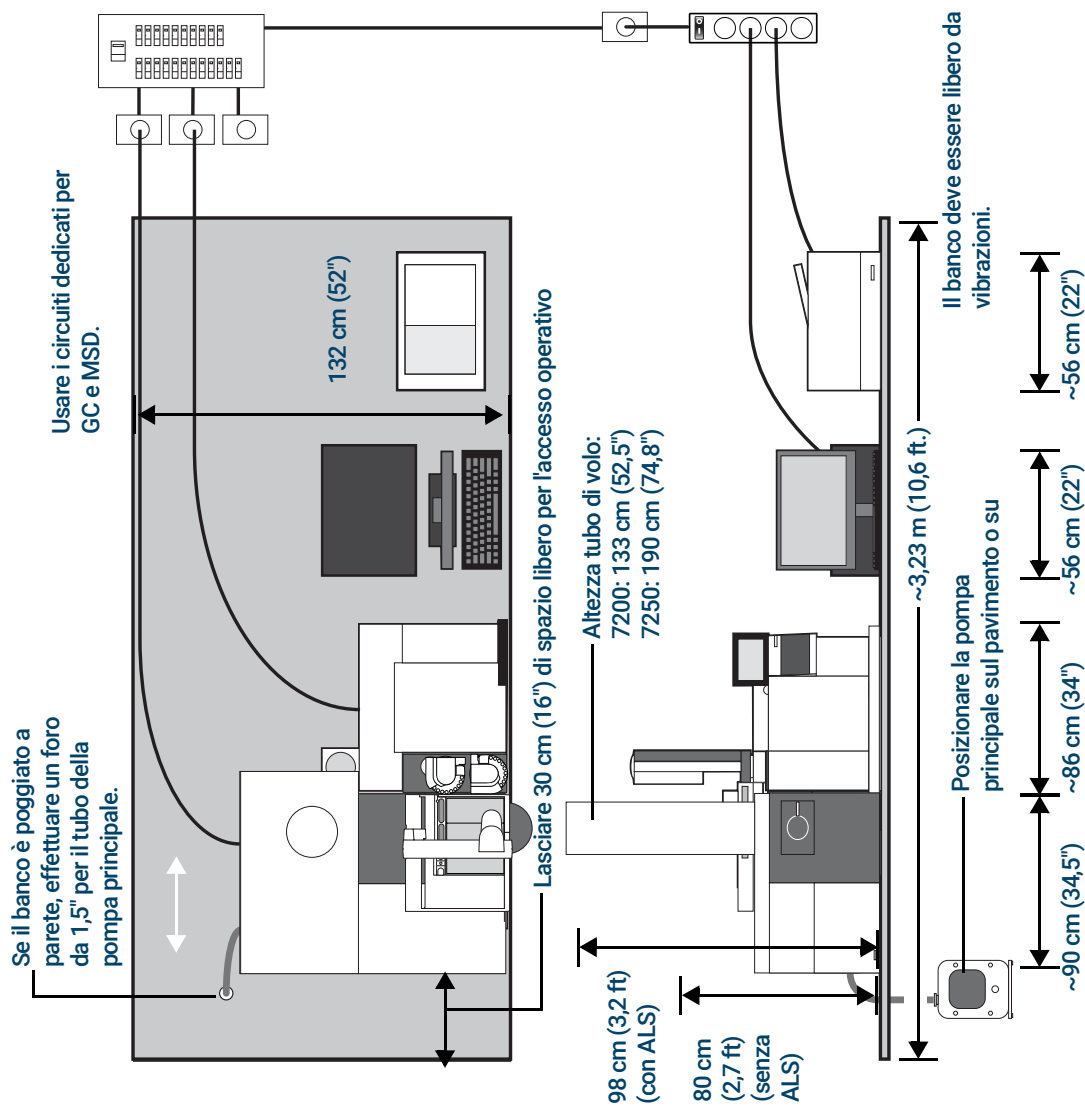 Se il banco è poggiato a
parete, effettuare un foro
da 1,5" per il tubo della
pompa principale.
Usare i circuiti dedicati per
GC e MSD.
132 cm (52")
Lasciare 30 cm (16") di spazio libero per l'accesso operativo
Altezza tubo di volo:
7200: 133 cm (52,5")
7250: 190 cm (74,8")
98 cm (3,2 ft)
(con ALS)
80 cm
(2,7 ft)
(senza
ALS)
~3,23 m (10,6 ft.)
Il banco deve essere libero da
vibrazioni.
Posizionare la pompa
principale sul pavimento o su
~90 cm (34,5")
~86 cm (34")
~56 cm (22")
~56 cm (22")